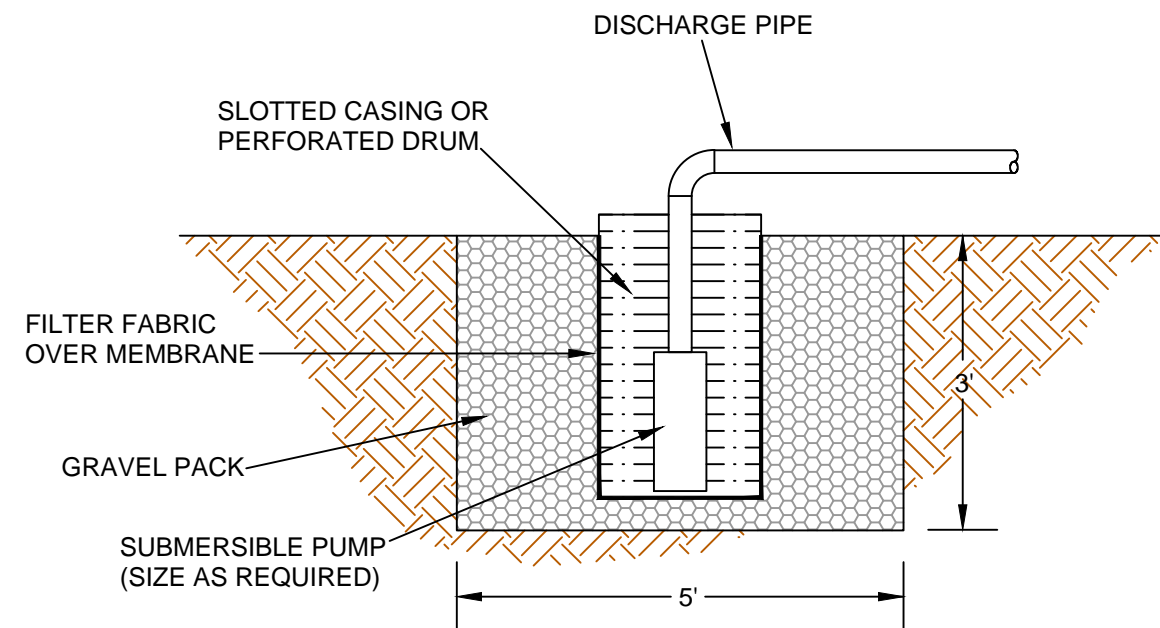 DISCHARGE PIPE
SLOTTED CASING OR
PERFORATED DRUM
FILTER FABRIC
OVER MEMBRANE
3'
GRAVEL PACK
SUBMERSIBLE PUMP
(SIZE AS REQUIRED)
5'